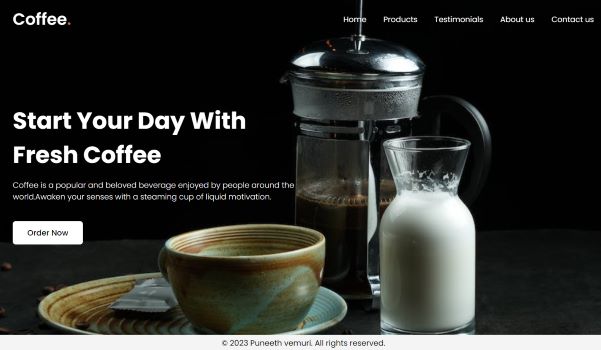 Coffee.
Home Products Testimonials About us Contact us
Start Your Day With
Fresh Coffee
Coffee is a popular and beloved beverage enjoyed by people around the
world.Awaken your senses with a steaming cup of liquid motivation.
Order Now
© 2023 Puneeth vemuri. All rights reserved.